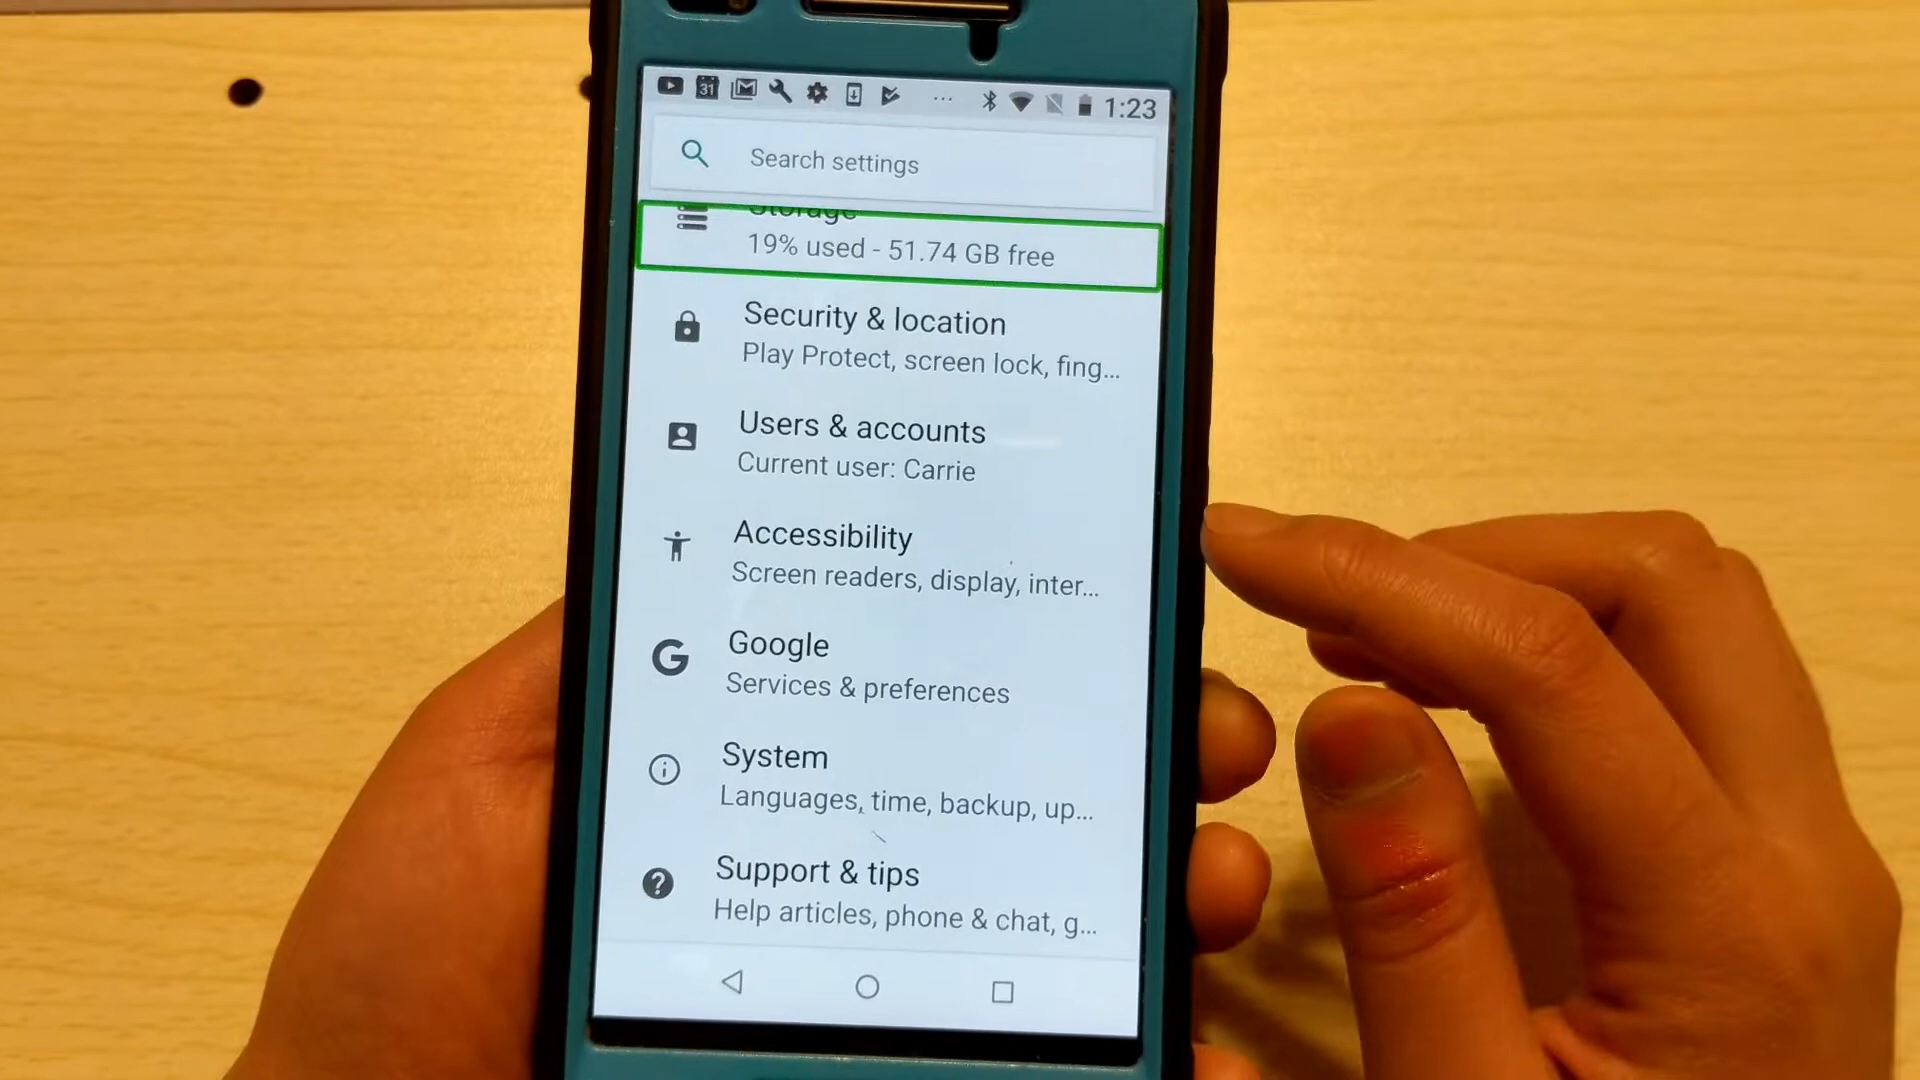 31
1:23
Search settings
Storage
19% used - 51.74 GB free
Security & location
Play Protect, screen lock, fing...
Users & accounts
Current user: Carrie
Accessibility
Screen readers, display, inter...
Google
Services & preferences
System
Languages, time, backup, up...
Support & tips
Help articles, phone & chat, g...